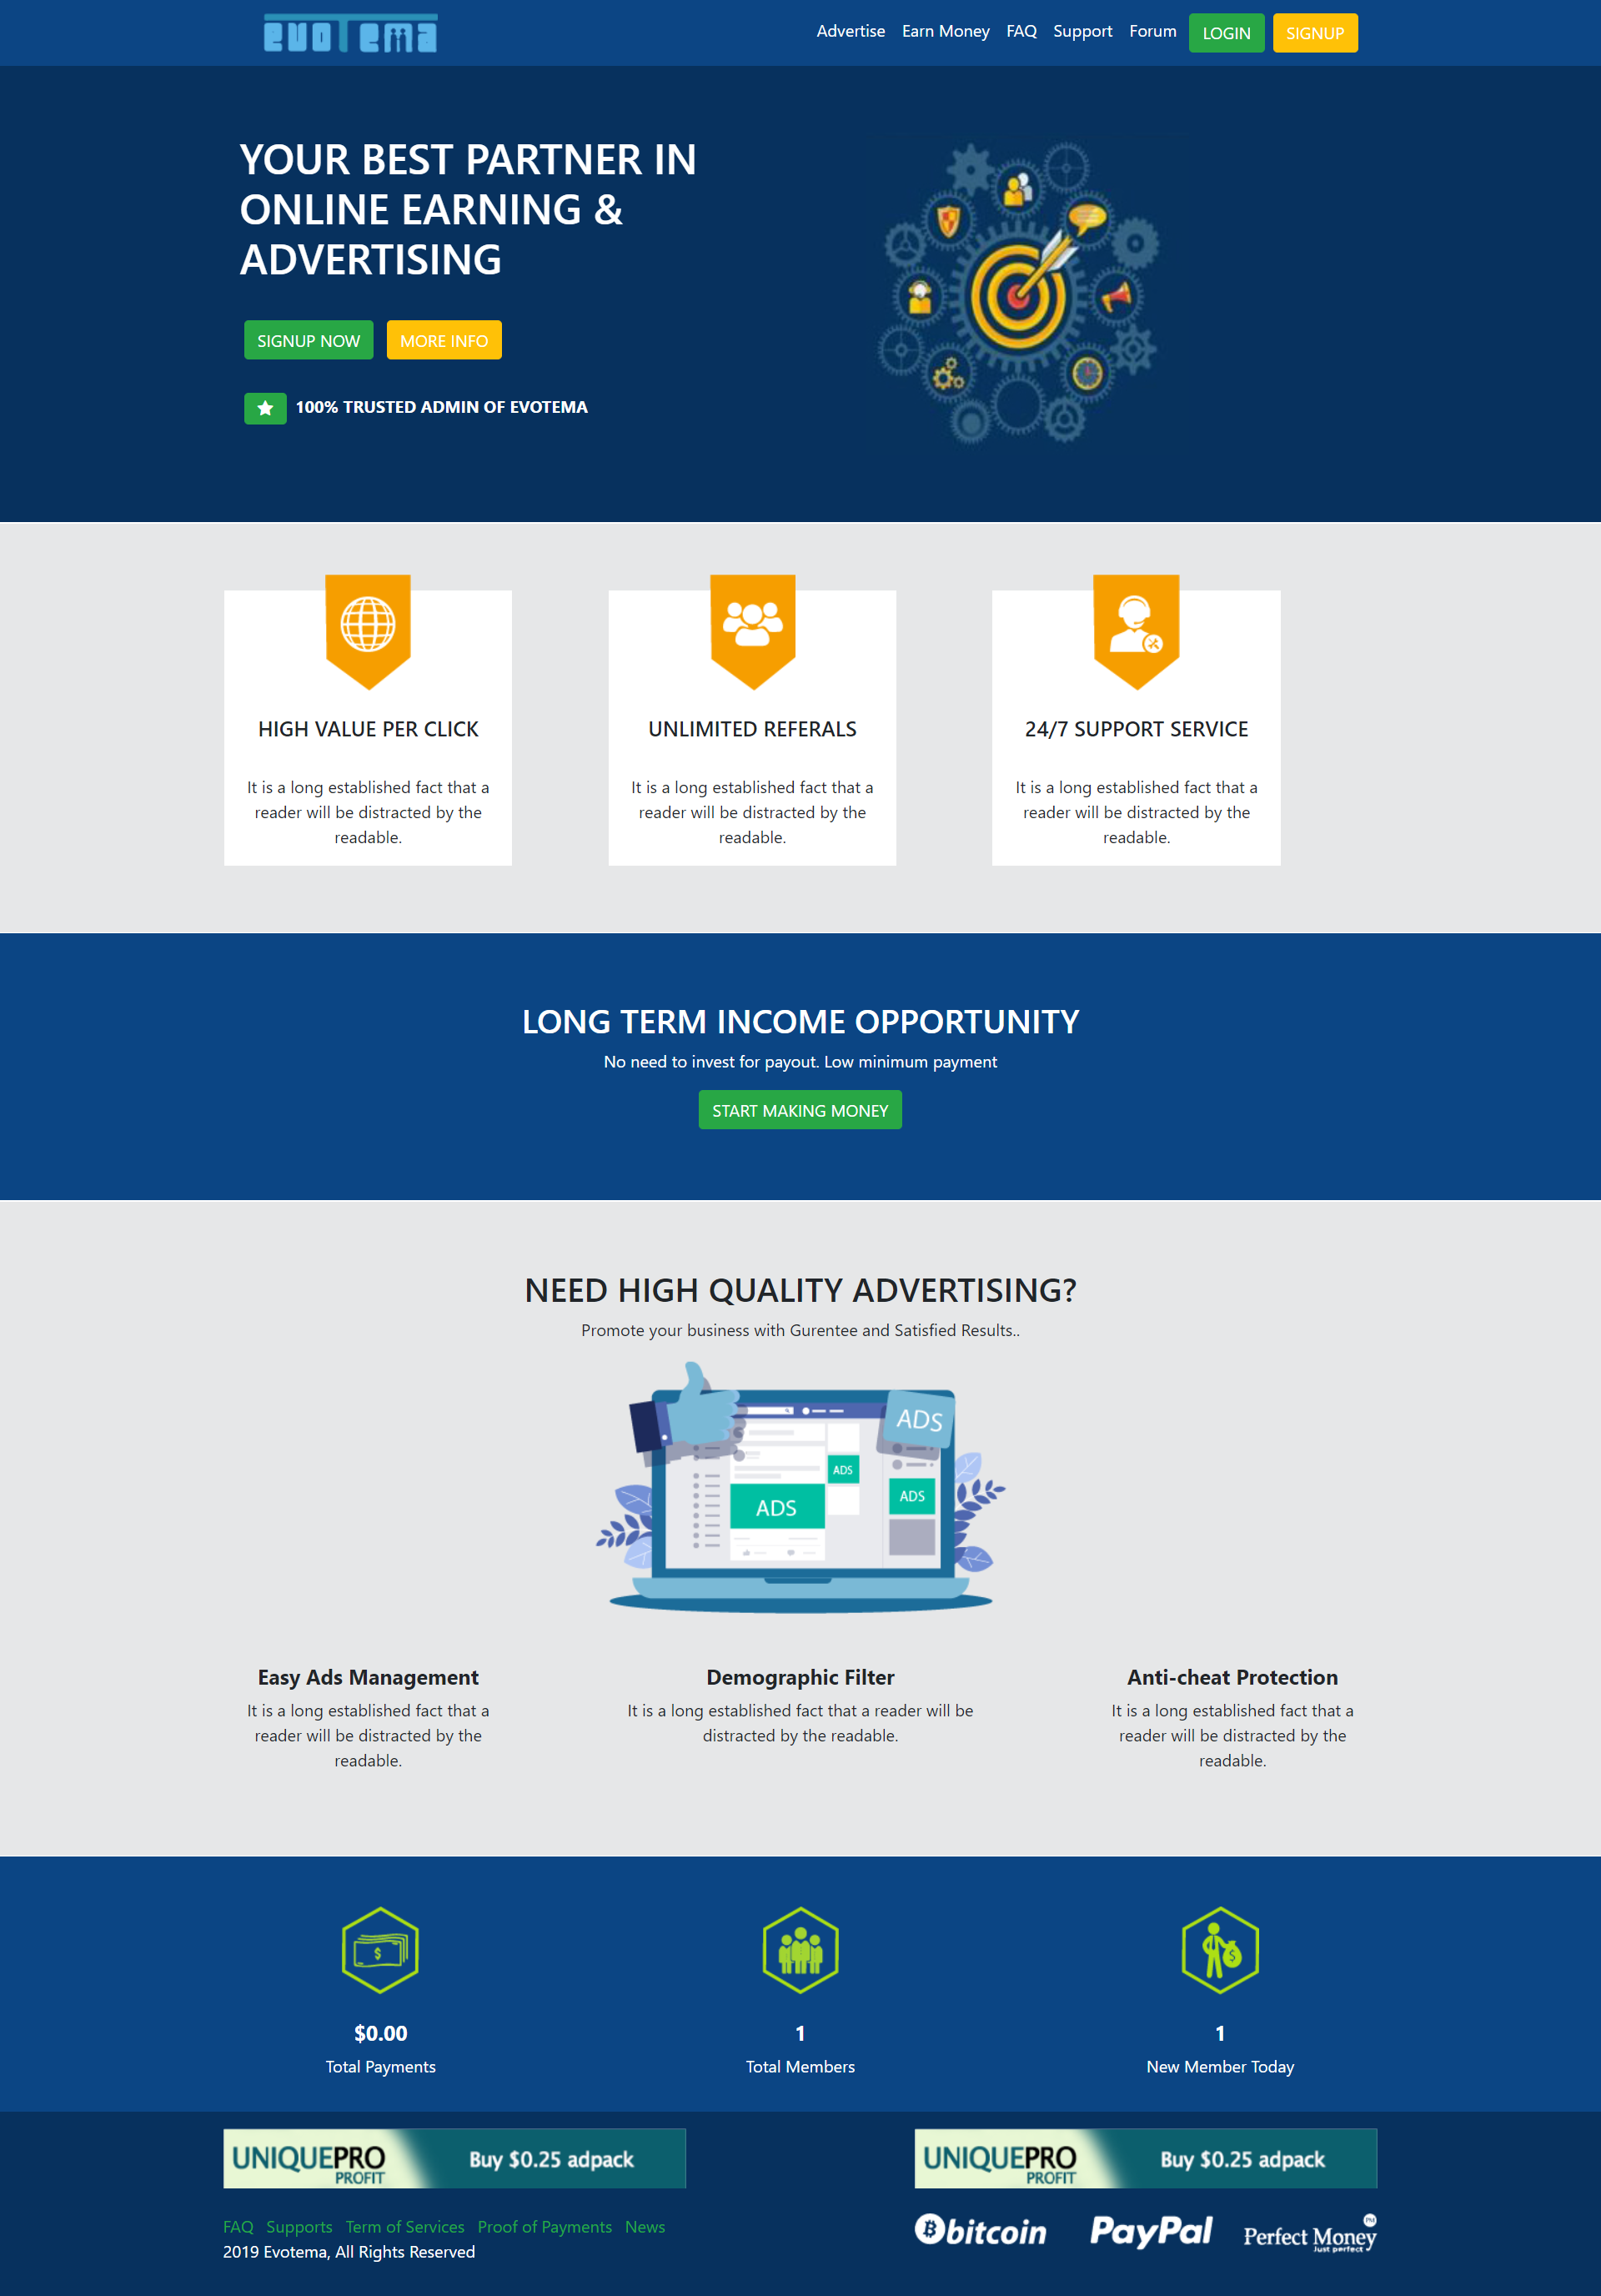 evoTema
Advertise Earn Money FAQ Support Forum LOGIN SIGNUP
YOUR BEST PARTNER IN
ONLINE EARNING &
ADVERTISING
SIGNUP NOW MORE INFO
100% TRUSTED ADMIN OF EVOTEMA
HIGH VALUE PER CLICK
It is a long established fact that a
reader will be distracted by the
readable.
UNLIMITED REFERALS
It is a long established fact that a
reader will be distracted by the
readable.
24/7 SUPPORT SERVICE
It is a long established fact that a
reader will be distracted by the
readable.
LONG TERM INCOME OPPORTUNITY
No need to invest for payout. Low minimum payment
START MAKING MONEY
NEED HIGH QUALITY ADVERTISING?
Promote your business with Gurentee and Satisfied Results..
ADS
ADS
ADS
ADS
Easy Ads Management
It is a long established fact that a
reader will be distracted by the
readable.
Demographic Filter
It is a long established fact that a reader will be
distracted by the readable.
Anti-cheat Protection
It is a long established fact that a
reader will be distracted by the
readable.
$
$
$0.00
Total Payments
1
Total Members
1
New Member Today
UNIQUEPRO
PROFIT
Buy $0.25 adpack
UNIQUEPRO
PROFIT
Buy $0.25 adpack
FAQ Supports Term of Services Proof of Payments News
2019 Evotema, All Rights Reserved
bitcoin
PayPal
PM
Perfect Money
Just perfect